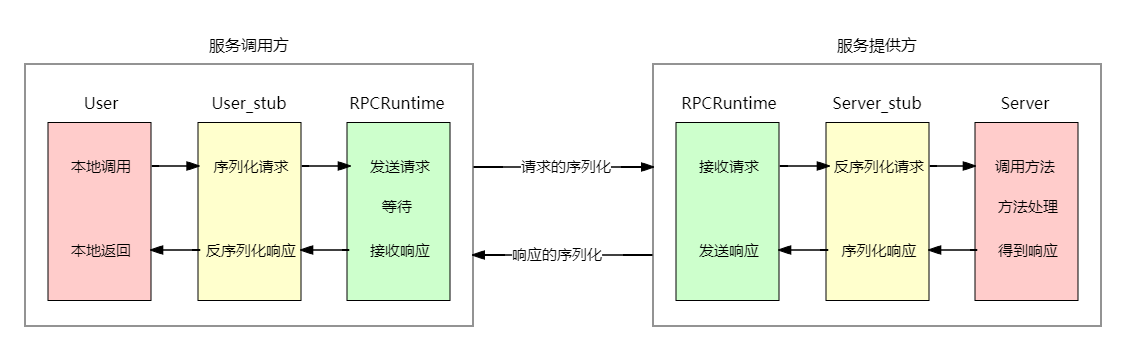 服务调用方
服务提供方
User
User_stub
RPCRuntime
RPCRuntime
Server_stub
Server
本地调用
序列化请求
发送请求
请求的序列化
接收请求
反序列化请求
调用方法
等待
方法处理
本地返回
反序列化响应
接收响应
响应的序列化
发送响应
序列化响应
得到响应